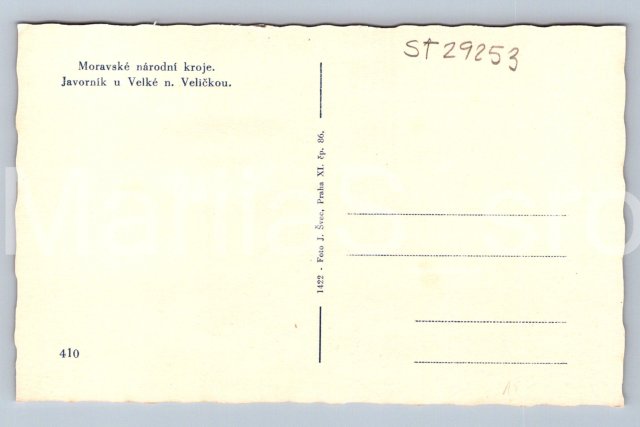 Moravské národní kroje.
Javorník u Velké n. Veličkou.
ST29253
1422 - Foto J. Švec, Praha XI. čp. 86.
410